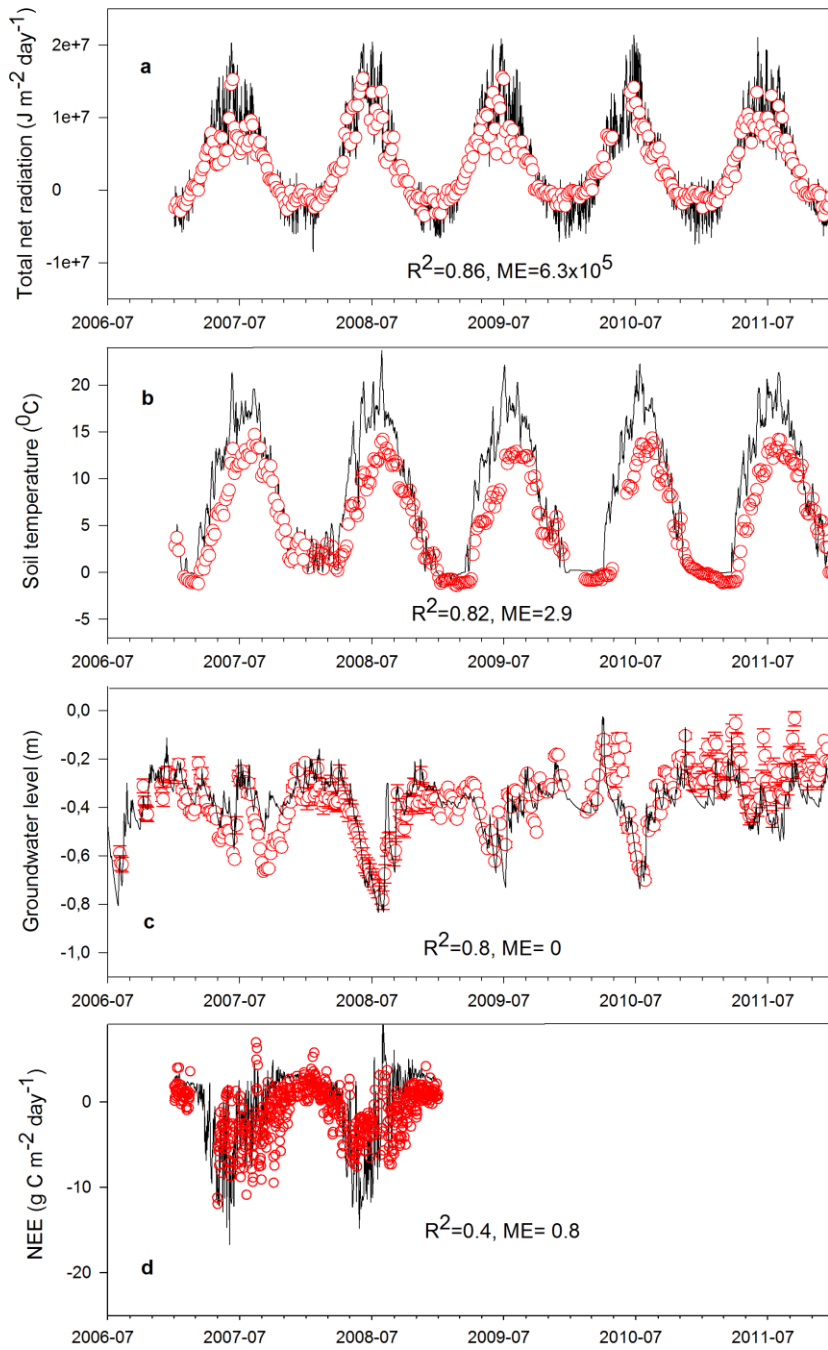 Total net radiation (J m⁻² day⁻¹)
2e+7
1e+7
0
-1e+7
a
R²=0.86, ME=6.3x10⁵
2006-07 2007-07 2008-07 2009-07 2010-07 2011-07
Soil temperature (⁰C)
20
15
10
5
0
-5
b
R²=0.82, ME=2.9
2006-07 2007-07 2008-07 2009-07 2010-07 2011-07
Groundwater level (m)
0,0
-0,2
-0,4
-0,6
-0,8
-1,0
c
R²=0.8, ME= 0
2006-07 2007-07 2008-07 2009-07 2010-07 2011-07
NEE (g C m⁻² day⁻¹)
0
-10
-20
R²=0.4, ME= 0.8
d
2006-07 2007-07 2008-07 2009-07 2010-07 2011-07